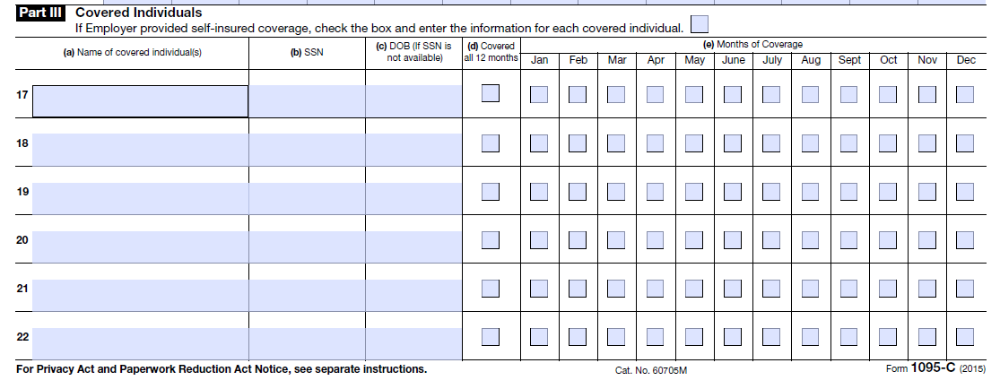 Part III Covered Individuals
If Employer provided self-insured coverage, check the box and enter the information for each covered individual.
(a) Name of covered individual(s) (b) SSN (c) DOB (If SSN is not available) (d) Covered all 12 months (e) Months of Coverage
Jan Feb Mar Apr May June July Aug Sept Oct Nov Dec
17
18
19
20
21
22
For Privacy Act and Paperwork Reduction Act Notice, see separate instructions. Cat. No. 60705M Form 1095-C (2015)